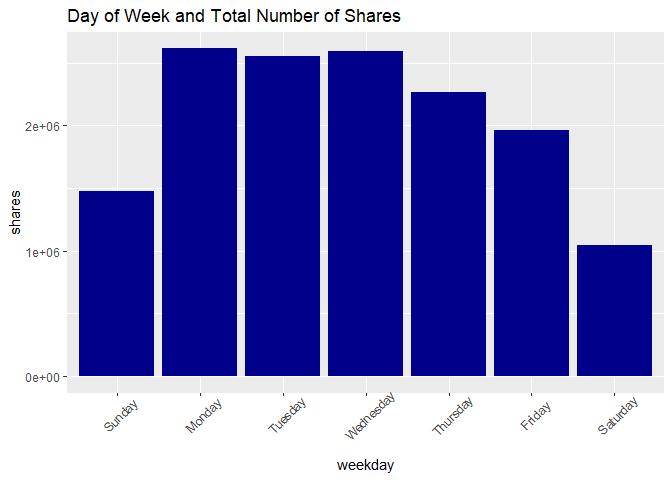 Day of Week and Total Number of Shares
shares
2e+06
1e+06
0e+00
Sunday
Monday
Tuesday
Wednesday
Thursday
Friday
Saturday
weekday